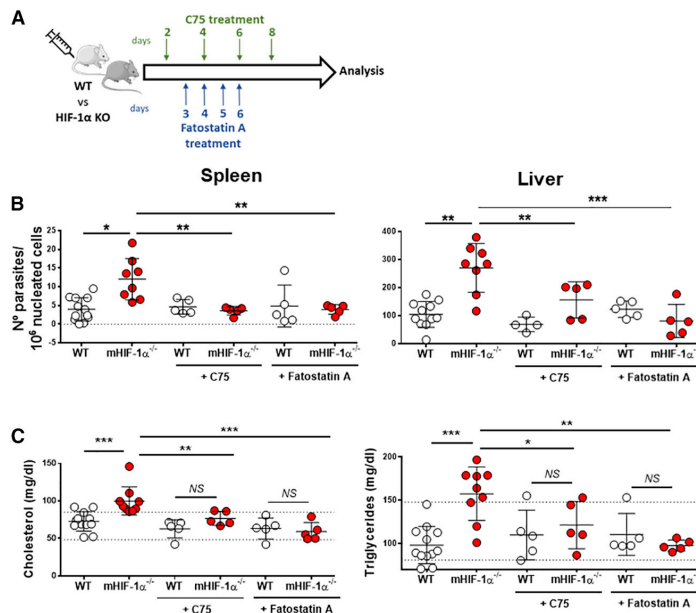 A
C75 treatment
days 2 4 6 8
WT
vs
HIF-1α KO
Analysis
days 3 4 5 6
Fatostatin A
treatment
Spleen Liver
B
Nº parasites/
10⁶ nucleated cells
25
20
15
10
5
0
* ** **
WT mHIF-1α⁻/⁻ WT mHIF-1α⁻/⁻ WT mHIF-1α⁻/⁻
+ C75 + Fatostatin A
400
300
200
100
0
** ** ***
WT mHIF-1α⁻/⁻ WT mHIF-1α⁻/⁻ WT mHIF-1α⁻/⁻
+ C75 + Fatostatin A
C
Cholesterol (mg/dl)
200
150
100
50
0
*** ** ***
NS NS
WT mHIF-1α⁻/⁻ WT mHIF-1α⁻/⁻ WT mHIF-1α⁻/⁻
+ C75 + Fatostatin A
Triglycerides (mg/dl)
200
150
100
*** * **
NS NS
WT mHIF-1α⁻/⁻ WT mHIF-1α⁻/⁻ WT mHIF-1α⁻/⁻
+ C75 + Fatostatin A